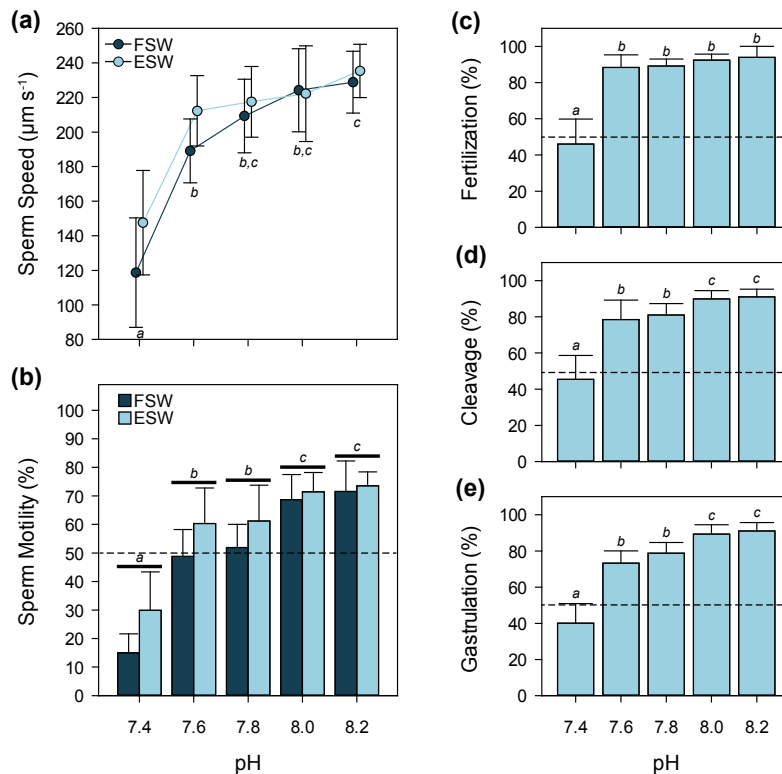 (a)
FSW
ESW
Sperm Speed (µm s-1)
260
240
220
200
180
160
140
120
100
80
a
b
b,c
b,c
c
(b)
FSW
ESW
Sperm Motility (%)
100
90
80
70
60
50
40
30
20
10
0
a
b
b
c
c
7.4 7.6 7.8 8.0 8.2
pH
(c)
Fertilization (%)
100
80
60
40
20
0
a
b
b
b
b
(d)
Cleavage (%)
100
80
60
40
20
0
a
b
b
c
c
(e)
Gastrulation (%)
100
80
60
40
20
0
a
b
b
c
c
7.4 7.6 7.8 8.0 8.2
pH